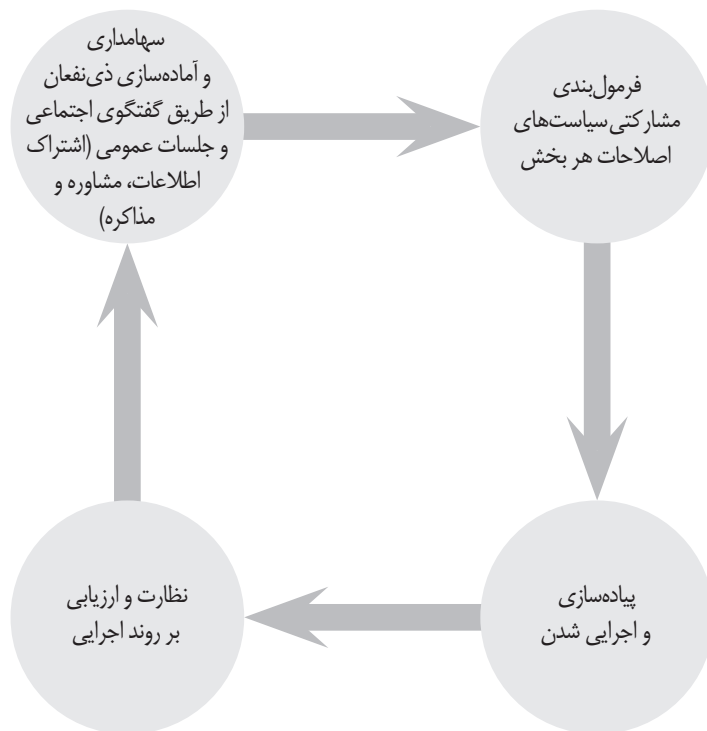 سهامداری
و آماده‌سازی ذی‌نفعان
از طریق گفتگوی اجتماعی
و جلسات عمومی (اشتراک
اطلاعات، مشاوره و
مذاکره)
فرمول‌بندی
مشارکتی سیاست‌های
اصلاحات هر بخش
پیاده‌سازی
و اجرایی شدن
نظارت و ارزیابی
بر روند اجرایی